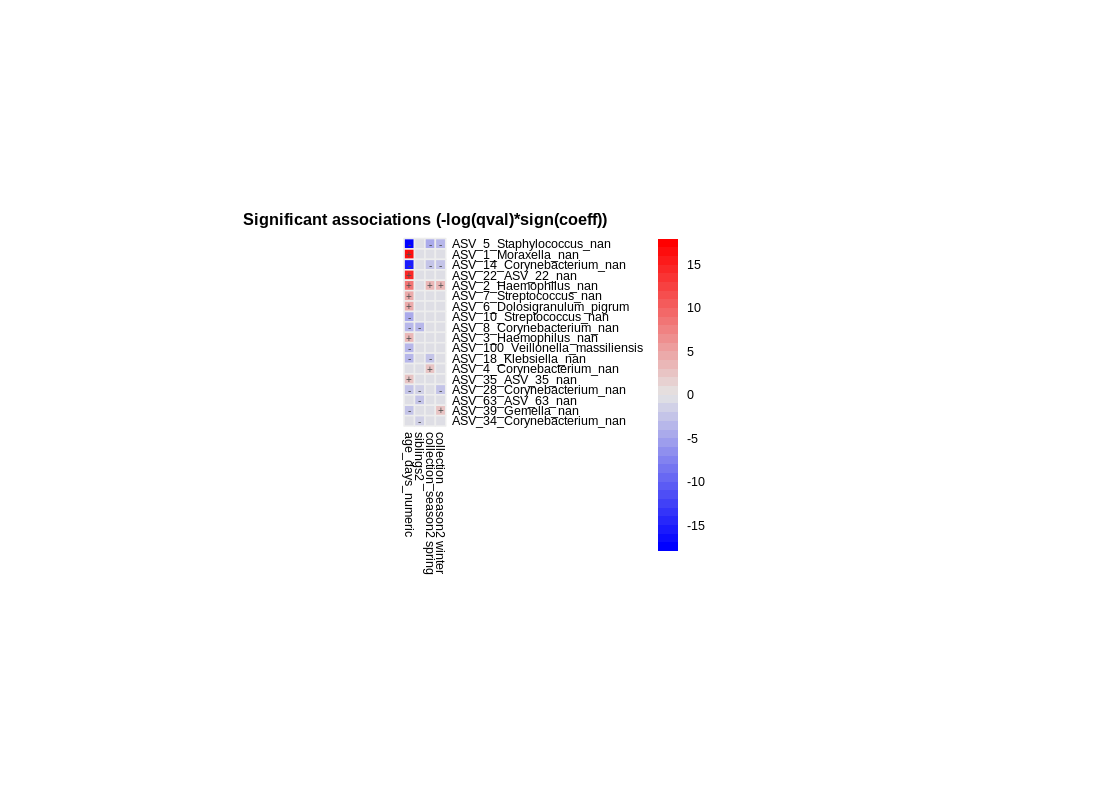 Significant associations (-log(qval)*sign(coeff))
ASV_5_Staphylococcus_nan
ASV_1_Moraxella_nan
ASV_14_Corynebacterium_nan
ASV_22_ASV_22_nan
ASV_2_Haemophilus_nan
ASV_7_Streptococcus_nan
ASV_6_Dolosigranulum_pigrum
ASV_10_Streptococcus_nan
ASV_8_Corynebacterium_nan
ASV_3_Haemophilus_nan
ASV_100_Veillonella_massiliensis
ASV_18_Klebsiella_nan
ASV_4_Corynebacterium_nan
ASV_35_ASV_35_nan
ASV_28_Corynebacterium_nan
ASV_63_ASV_63_nan
ASV_39_Gemella_nan
ASV_34_Corynebacterium_nan
age_days_numeric
siblings2_
collection_season2 spring
collection_season2 winter
15
10
5
0
-5
-10
-15